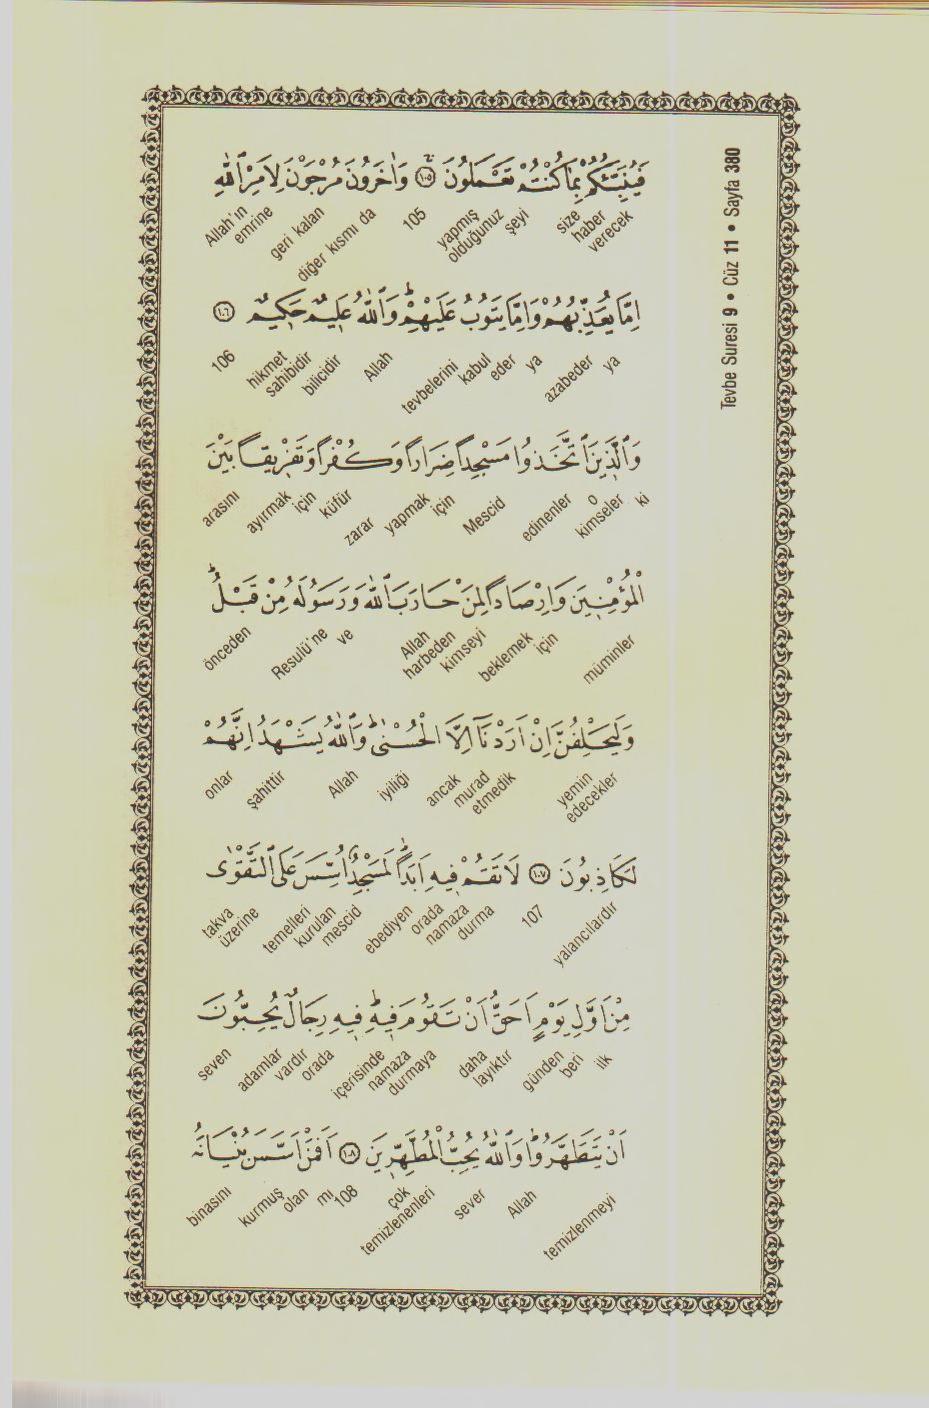 Tevbe Suresi 9 • Cüz 11 • Sayfa 380
فَيُنَبِّئُكُمْ بِمَا كُنْتُمْ تَعْمَلُونَ ﴿١٠٥﴾ وَاٰخَرُونَ مُرْجَوْنَ لِاَمْرِ اللّٰهِ
size haber verecek şeyi yapmış olduğunuz 105 diğer kısmı da geri kalan emrine Allah'ın
اِمَّا يُعَذِّبُهُمْ وَاِمَّا يَتُوبُ عَلَيْهِمْۜ وَاللّٰهُ عَلٖيمٌ حَكٖيمٌ ﴿١٠٦﴾
ya azabeder ya kabul eder tevbelerini Allah bilicidir hikmet sahibidir 106
وَالَّذٖينَ اتَّخَذُوا مَسْجِداً ضِرَاراً وَكُفْراً وَتَفْرٖيقاً بَيْنَ
ki o kimseler edinenler Mescid yapmak için zarar küfür için ayırmak arasını
الْمُؤْمِنٖينَ وَاِرْصَاداً لِمَنْ حَارَبَ اللّٰهَ وَرَسُولَهُ مِنْ قَبْلُۜ
müminler beklemek için kimseyi harbeden Allah ve Resulü'ne önceden
وَلَيَحْلِفُنَّ اِنْ اَرَدْنَٓا اِلَّا الْحُسْنٰىۜ وَاللّٰهُ يَشْهَدُ اِنَّهُمْ
yemin edecekler murad etmedik ancak iyiliği Allah şahittir onlar
لَكَاذِبُونَ ﴿١٠٧﴾ لَا تَقُمْ فٖيهِ اَبَداًۜ لَمَسْجِدٌ اُسِّسَ عَلَى التَّقْوٰى
yalancılardır 107 namaza durma orada ebediyen mescid temelleri kurulan takva üzerine
مِنْ اَوَّلِ يَوْمٍ اَحَقُّ اَنْ تَقُومَ فٖيهِۜ فٖيهِ رِجَالٌ يُحِبُّونَ
ilk günden beri daha layıktır namaza durmaya içerisinde orada vardır adamlar seven
اَنْ يَتَطَهَّرُواۜ وَاللّٰهُ يُحِبُّ الْمُطَّهِّرٖينَ ﴿١٠٨﴾ اَفَمَنْ اَسَّسَ بُنْيَانَهُ
temizlenmeyi Allah sever çok temizlenenleri 108 mı olan kurmuş binasını